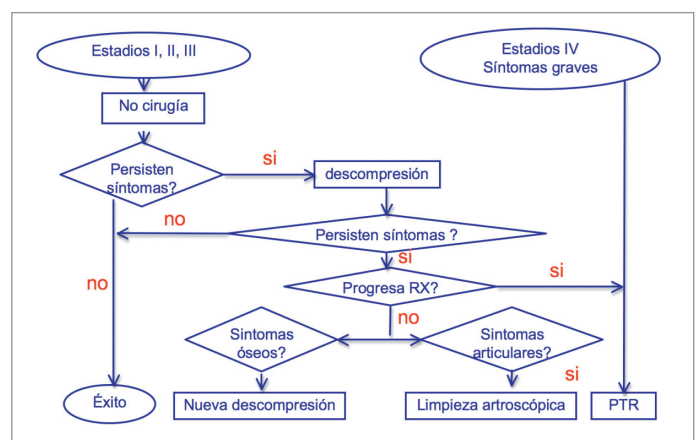 Estadios I, II, III
Estadios IV
Síntomas graves
No cirugía
Persisten
síntomas?
si
descompresión
no
Persisten síntomas ?
si
no
Progresa RX?
si
no
Sintomas
óseos?
Sintomas
articulares?
si
Éxito
Nueva descompresión
Limpieza artroscópica
PTR